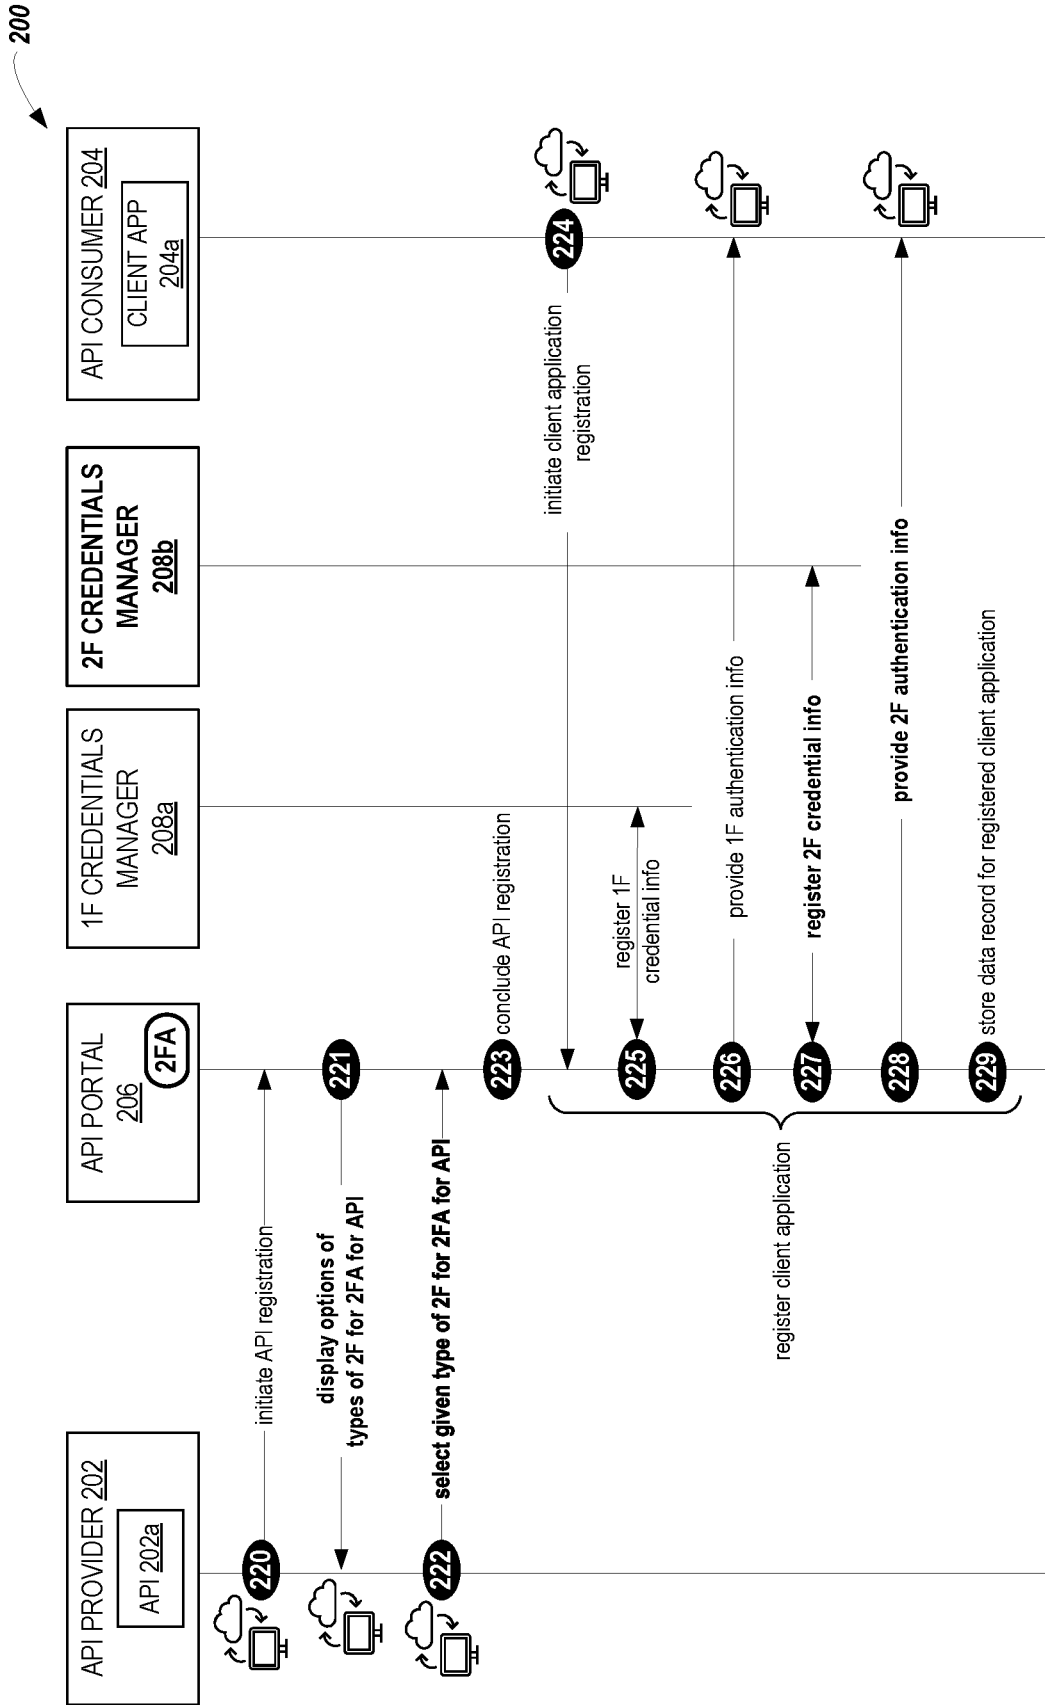 200
API PROVIDER 202
API 202a
API PORTAL
206
2FA
1F CREDENTIALS
MANAGER
208a
2F CREDENTIALS
MANAGER
208b
API CONSUMER 204
CLIENT APP
204a
220
initiate API registration
221
display options of
types of 2F for 2FA for API
222
select given type of 2F for 2FA for API
223
conclude API registration
224
initiate client application
registration
225
register 1F
credential info
226
provide 1F authentication info
227
register 2F credential info
228
provide 2F authentication info
229
store data record for registered client application
register client application